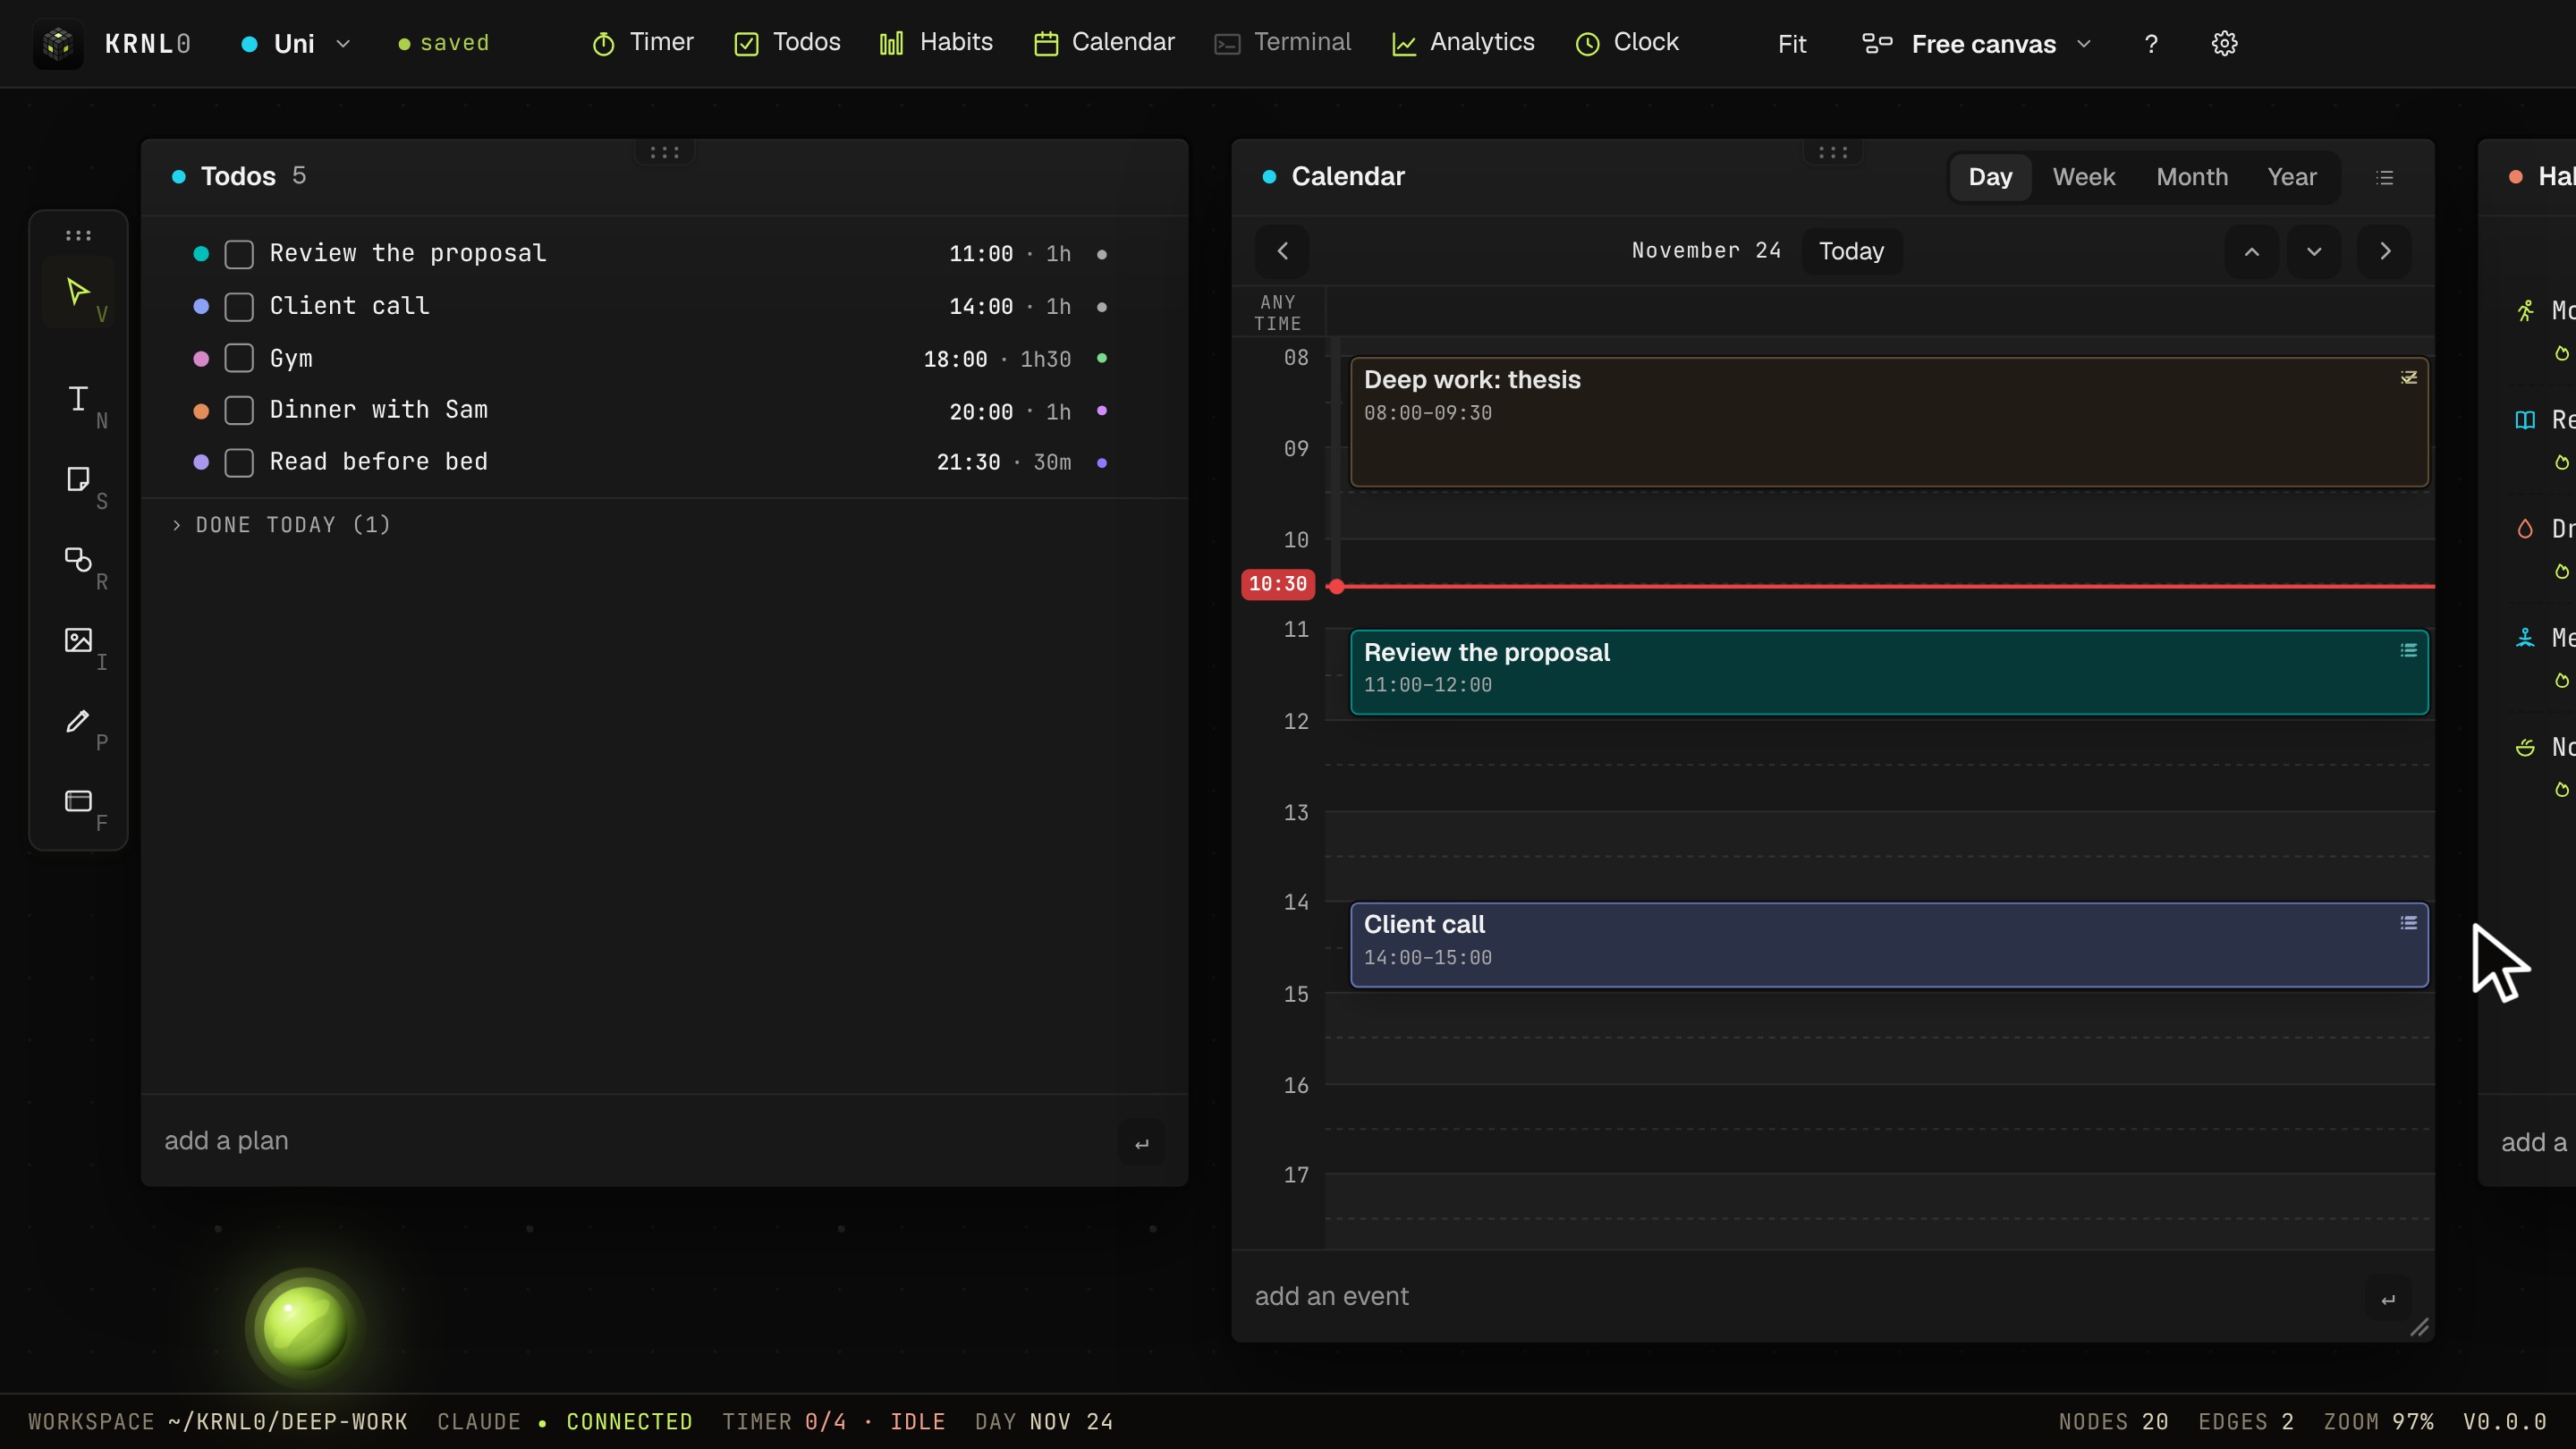 KRNL0 Uni saved Timer Todos Habits Calendar Terminal Analytics Clock Fit Free canvas ?
Todos 5
Review the proposal 11:00 · 1h
Client call 14:00 · 1h
Gym 18:00 · 1h30
Dinner with Sam 20:00 · 1h
Read before bed 21:30 · 30m
DONE TODAY (1)
add a plan
V
N
S
R
I
P
F
Calendar Day Week Month Year
November 24 Today
ANY
TIME
08
Deep work: thesis
08:00–09:30
09
10
10:30
11
Review the proposal
11:00–12:00
12
13
14
Client call
14:00–15:00
15
16
17
add an event
Hal
Mo
Re
Dr
Me
No
add a
WORKSPACE ~/KRNL0/DEEP-WORK CLAUDE • CONNECTED TIMER 0/4 · IDLE DAY NOV 24 NODES 20 EDGES 2 ZOOM 97% V0.0.0